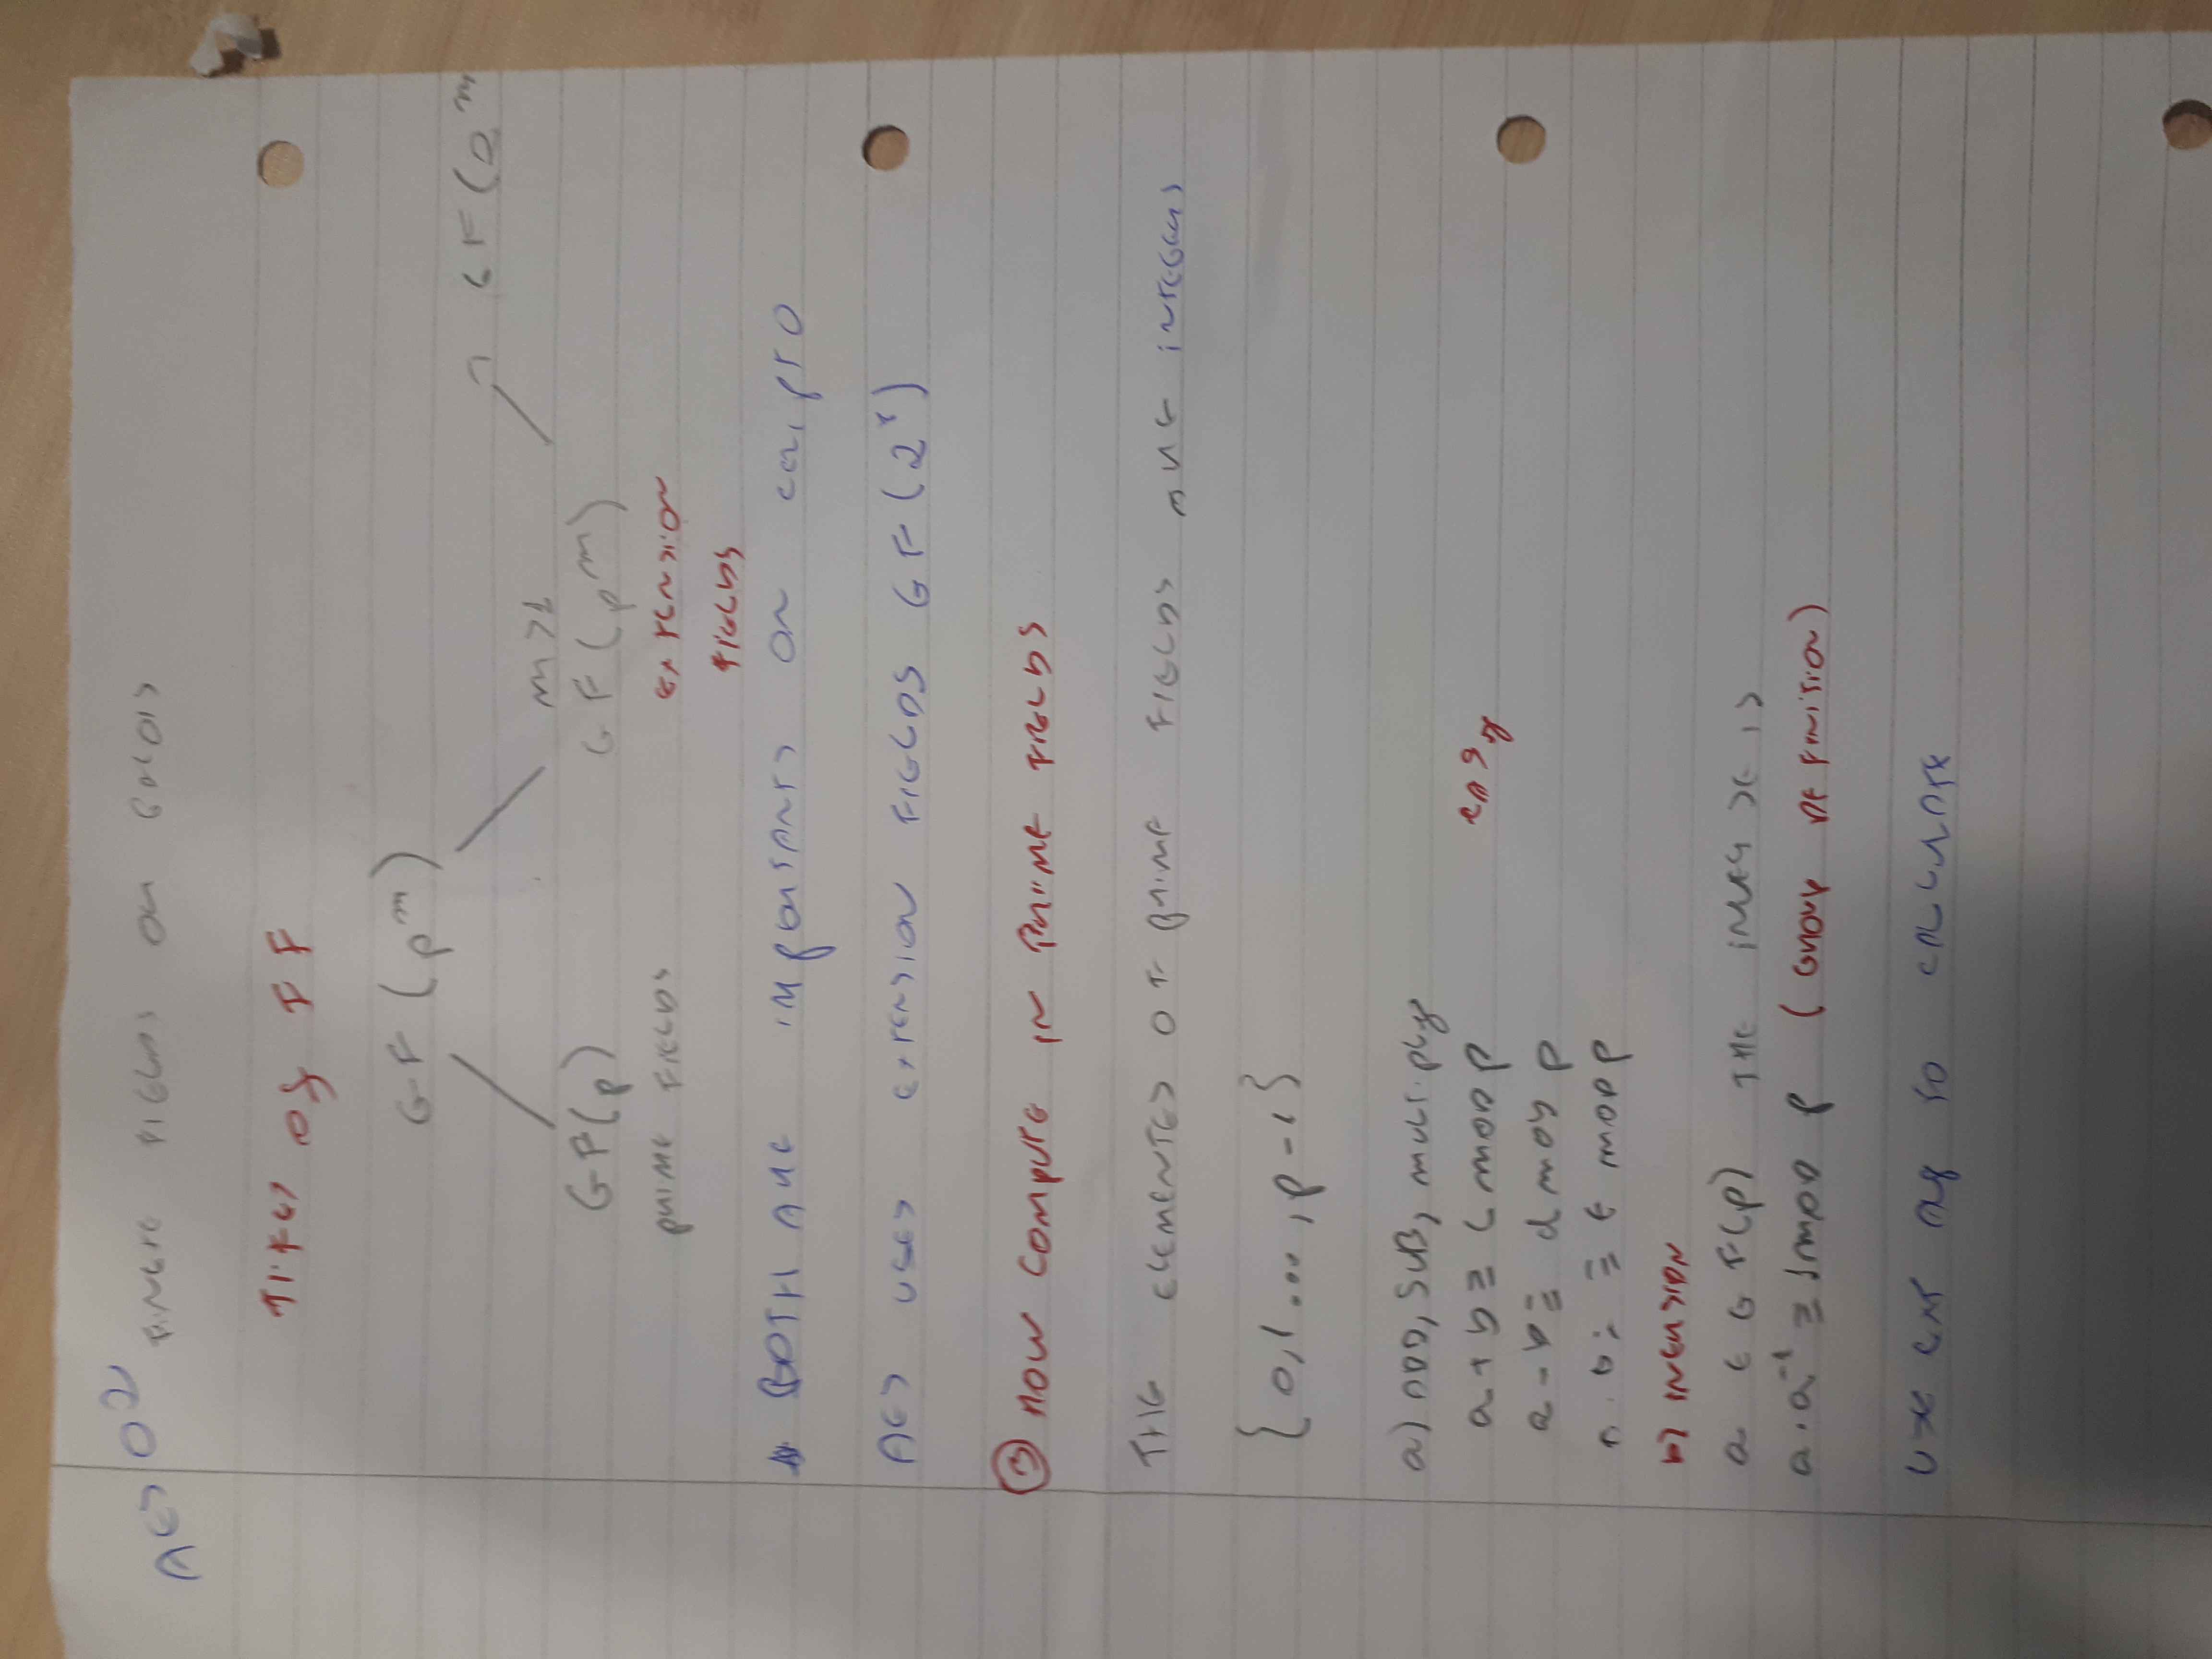 AES 02
FINITE FIELDS OR GALOIS
TYPES OF FF
GF(p^m)
GF(2^m
m>1
GF(p) GF(p^m)
PRIME FIELDS EXTENSION
FIELDS
BOTH ARE IMPORTANTS ON CRYPTO
AES USES EXTENSION FIELDS GF(2^8)
③ HOW COMPUTE IN PRIME FIELDS
THE ELEMENTES OF PRIME FIELDS ARE INTEGERS
{0,1...,p-1}
a) ADD, SUB, MULTIPLY
a + b ≡ c MOD p EASY
a - b ≡ d MOD p
a . b = ≡ e MOD p
b) INVERSION
a ∈ GF(p) THE INVERSE IS
a . a^-1 ≡ 1 MOD p (GROUP DEFINITION)
USE EXT ALG TO CALCULATE